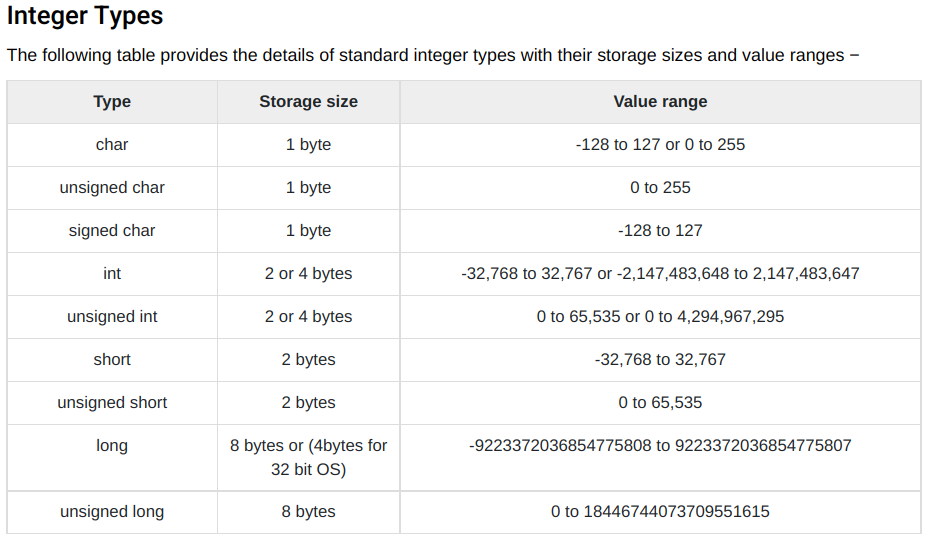 Integer Types
The following table provides the details of standard integer types with their storage sizes and value ranges −
Type Storage size Value range
char 1 byte -128 to 127 or 0 to 255
unsigned char 1 byte 0 to 255
signed char 1 byte -128 to 127
int 2 or 4 bytes -32,768 to 32,767 or -2,147,483,648 to 2,147,483,647
unsigned int 2 or 4 bytes 0 to 65,535 or 0 to 4,294,967,295
short 2 bytes -32,768 to 32,767
unsigned short 2 bytes 0 to 65,535
long 8 bytes or (4bytes for -9223372036854775808 to 9223372036854775807
32 bit OS)
unsigned long 8 bytes 0 to 18446744073709551615